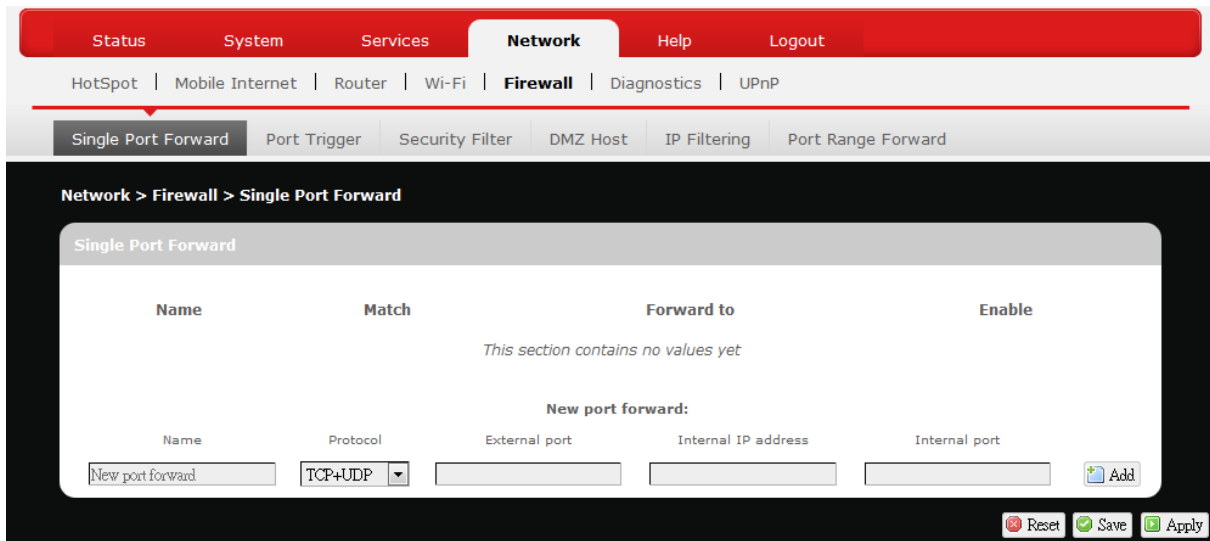 Status System Services Network Help Logout
HotSpot | Mobile Internet | Router | Wi-Fi | Firewall | Diagnostics | UPnP
Single Port Forward Port Trigger Security Filter DMZ Host IP Filtering Port Range Forward
Network > Firewall > Single Port Forward
Single Port Forward
Name Match Forward to Enable
This section contains no values yet
New port forward:
Name Protocol External port Internal IP address Internal port
New port forward TCP+UDP Add
Reset Save Apply